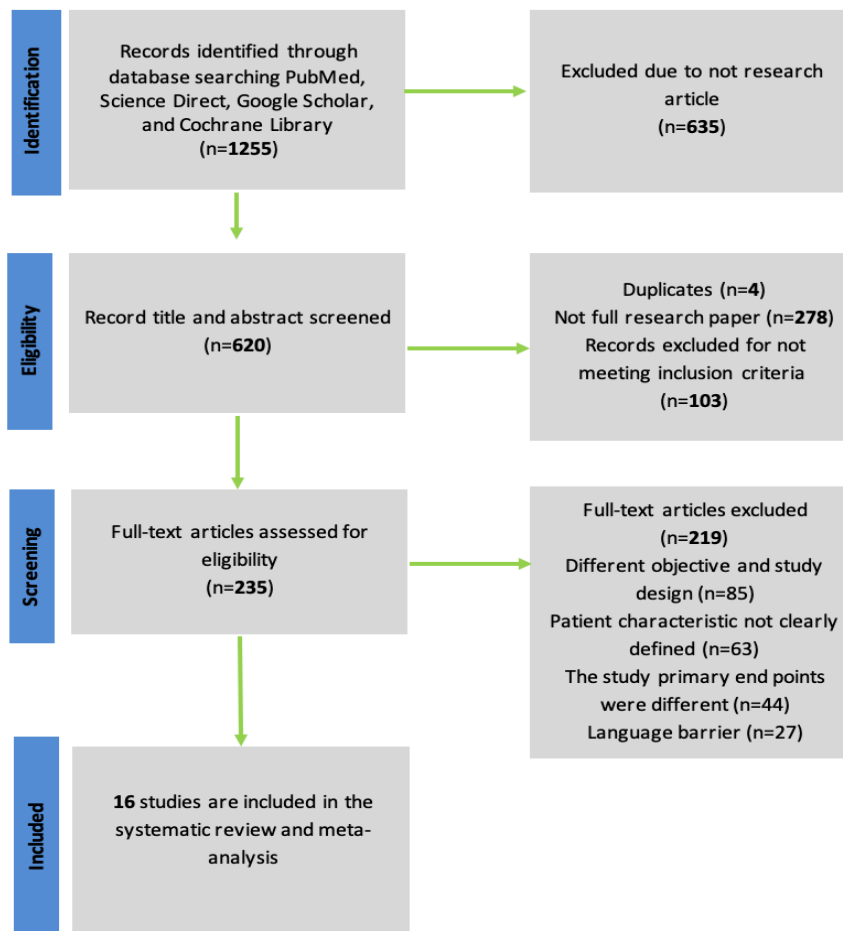 Identification
Records identified through
database searching PubMed,
Science Direct, Google Scholar,
and Cochrane Library
(n=1255)
Excluded due to not research
article
(n=635)
Eligibility
Record title and abstract screened
(n=620)
Duplicates (n=4)
Not full research paper (n=278)
Records excluded for not
meeting inclusion criteria
(n=103)
Screening
Full-text articles assessed for
eligibility
(n=235)
Full-text articles excluded
(n=219)
Different objective and study
design (n=85)
Patient characteristic not clearly
defined (n=63)
The study primary end points
were different (n=44)
Language barrier (n=27)
Included
16 studies are included in the
systematic review and meta-
analysis